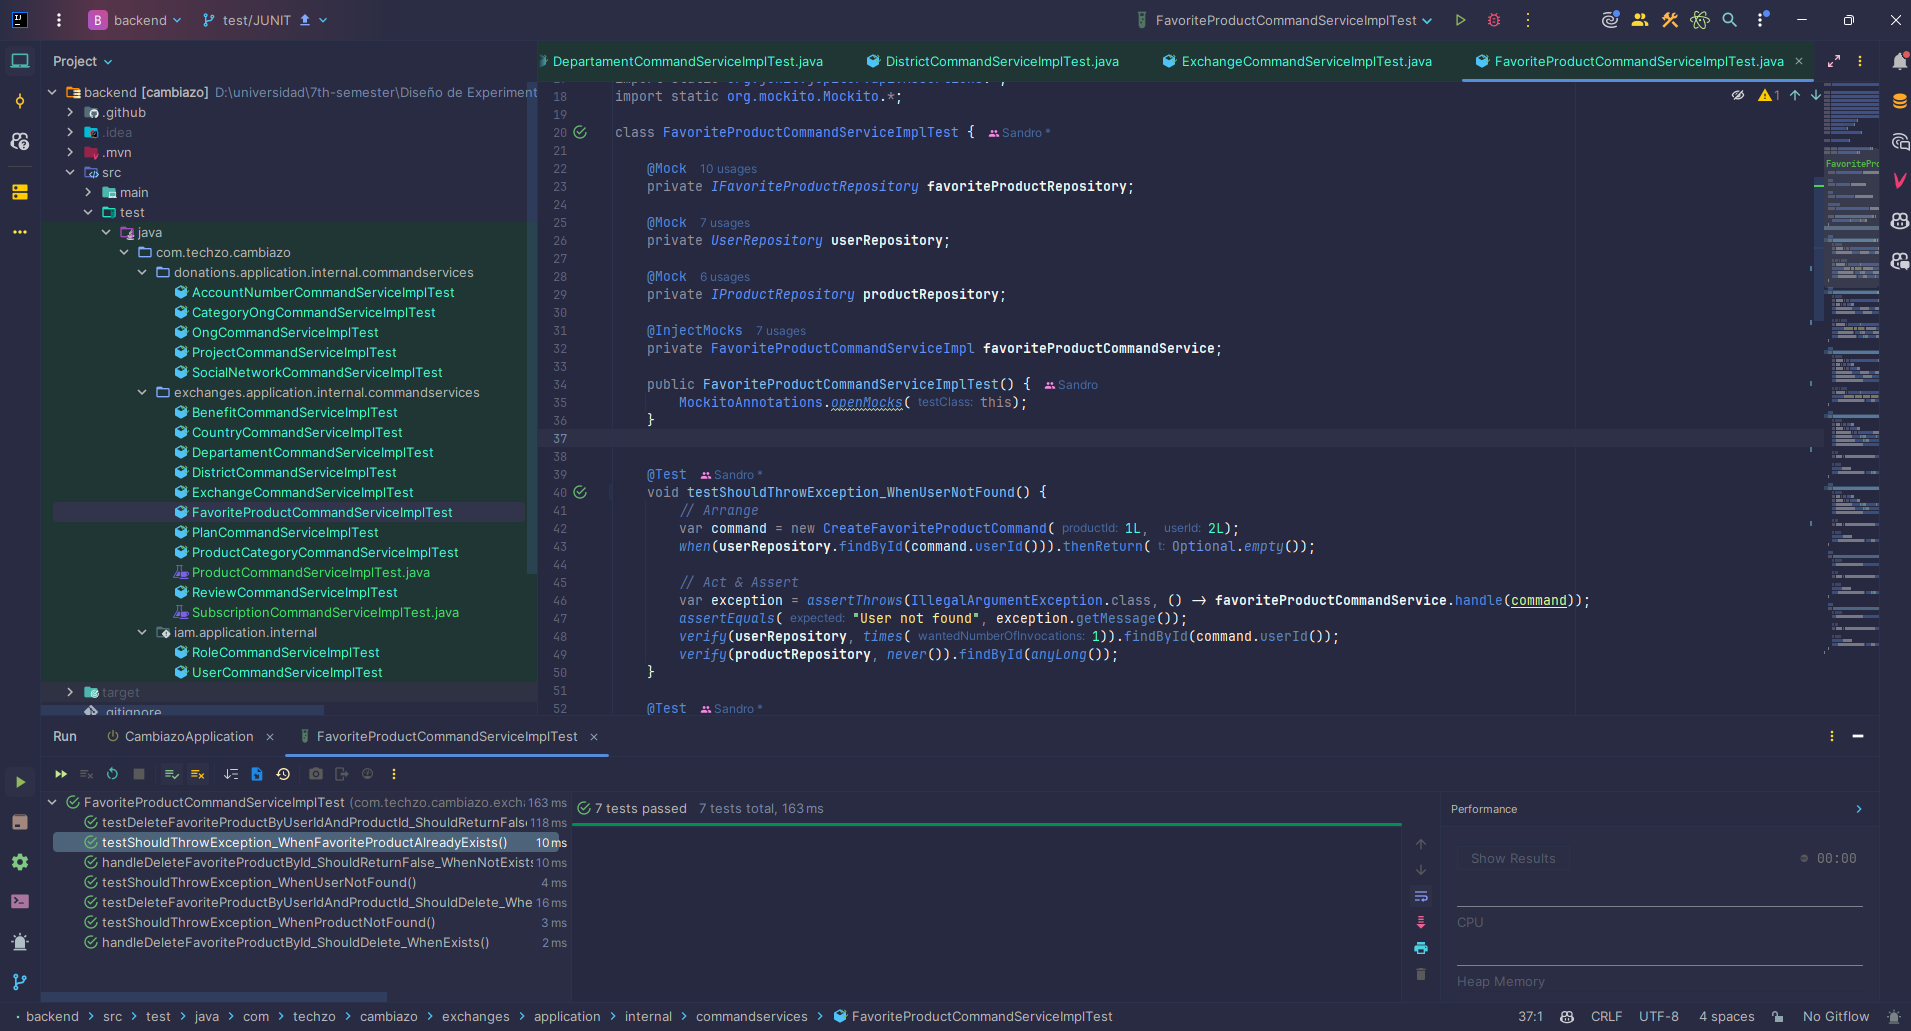 B backend test/JUNIT FavoriteProductCommandServiceImplTest
Project
DepartamentCommandServiceImplTest.java DistrictCommandServiceImplTest.java ExchangeCommandServiceImplTest.java FavoriteProductCommandServiceImplTest.java
backend [cambiazo] D:\universidad\7th-semester\Diseño de Experiment
.github
.idea
.mvn
src
main
test
java
com.techzo.cambiazo
donations.application.internal.commandservices
AccountNumberCommandServiceImplTest
CategoryOngCommandServiceImplTest
OngCommandServiceImplTest
ProjectCommandServiceImplTest
SocialNetworkCommandServiceImplTest
exchanges.application.internal.commandservices
BenefitCommandServiceImplTest
CountryCommandServiceImplTest
DepartamentCommandServiceImplTest
DistrictCommandServiceImplTest
ExchangeCommandServiceImplTest
FavoriteProductCommandServiceImplTest
PlanCommandServiceImplTest
ProductCategoryCommandServiceImplTest
ProductCommandServiceImplTest.java
ReviewCommandServiceImplTest
SubscriptionCommandServiceImplTest.java
iam.application.internal
RoleCommandServiceImplTest
UserCommandServiceImplTest
target
.gitignore
18 import static org.mockito.Mockito.*;
19
20 class FavoriteProductCommandServiceImplTest { Sandro *
21
22 @Mock 10 usages
23 private IFavoriteProductRepository favoriteProductRepository;
24
25 @Mock 7 usages
26 private UserRepository userRepository;
27
28 @Mock 6 usages
29 private IProductRepository productRepository;
30
31 @InjectMocks 7 usages
32 private FavoriteProductCommandServiceImpl favoriteProductCommandService;
33
34 public FavoriteProductCommandServiceImplTest() { Sandro
35 MockitoAnnotations.openMocks( testClass: this);
36 }
37
38
39 @Test Sandro *
40 void testShouldThrowException_WhenUserNotFound() {
41 // Arrange
42 var command = new CreateFavoriteProductCommand( productId: 1L, userId: 2L);
43 when(userRepository.findById(command.userId())).thenReturn( t: Optional.empty());
44
45 // Act & Assert
46 var exception = assertThrows(IllegalArgumentException.class, () -> favoriteProductCommandService.handle(command));
47 assertEquals( expected: "User not found", exception.getMessage());
48 verify(userRepository, times( wantedNumberOfInvocations: 1)).findById(command.userId());
49 verify(productRepository, never()).findById(anyLong());
50 }
51
52 @Test Sandro *
1
FavoritePro
Run CambiazoApplication FavoriteProductCommandServiceImplTest
FavoriteProductCommandServiceImplTest (com.techzo.cambiazo.exch 163 ms
testDeleteFavoriteProductByUserIdAndProductId_ShouldReturnFals 118 ms
testShouldThrowException_WhenFavoriteProductAlreadyExists() 10 ms
handleDeleteFavoriteProductById_ShouldReturnFalse_WhenNotExists 10 ms
testShouldThrowException_WhenUserNotFound() 4 ms
testDeleteFavoriteProductByUserIdAndProductId_ShouldDelete_Whe 16 ms
testShouldThrowException_WhenProductNotFound() 3 ms
handleDeleteFavoriteProductById_ShouldDelete_WhenExists() 2 ms
7 tests passed 7 tests total, 163 ms
Performance
Show Results 00:00
CPU
Heap Memory
backend > src > test > java > com > techzo > cambiazo > exchanges > application > internal > commandservices > FavoriteProductCommandServiceImplTest
37:1 CRLF UTF-8 4 spaces No Gitflow